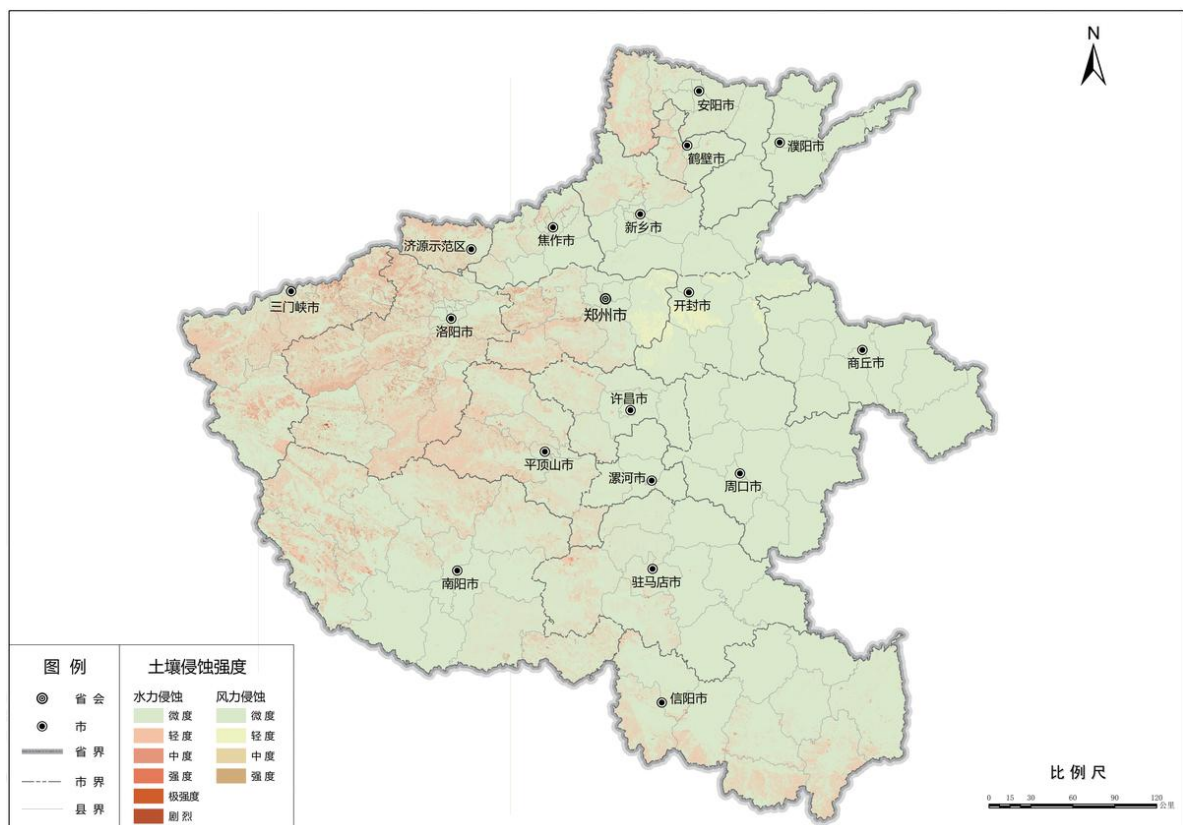 N
安阳市
濮阳市
鹤壁市
新乡市
焦作市
济源示范区
三门峡市
洛阳市
郑州市
开封市
商丘市
许昌市
平顶山市
漯河市
周口市
南阳市
驻马店市
信阳市
图 例
省 会
市
省 界
市 界
县 界
土壤侵蚀强度
水力侵蚀 风力侵蚀
微 度 微 度
轻 度 轻 度
中 度 中 度
强 度 强 度
极强度
剧 烈
比 例 尺
0 15 30 60 90 120
公里